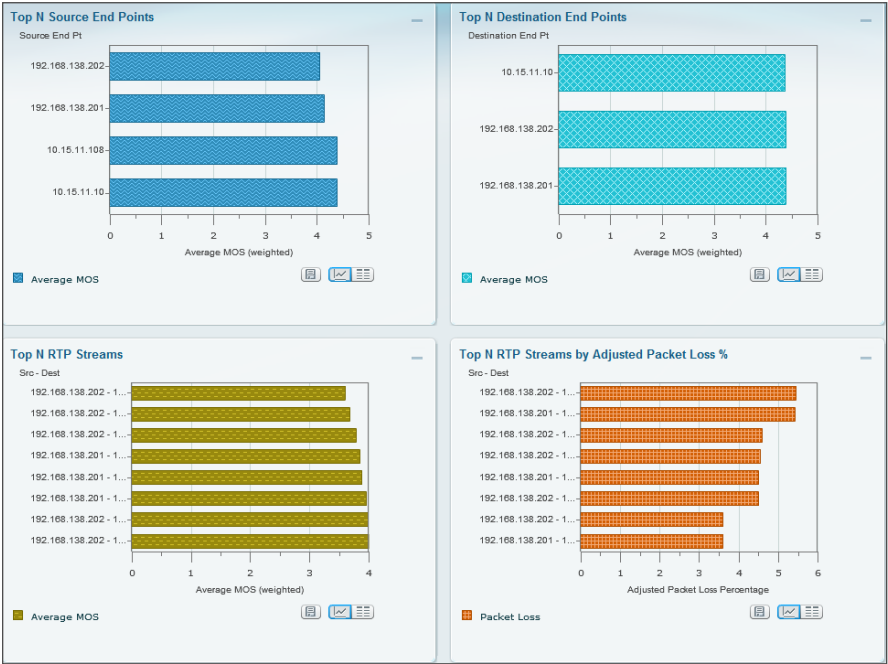 Top N Source End Points
Source End Pt
192.168.138.202
192.168.138.201
10.15.11.108
10.15.11.10
0 1 2 3 4 5
Average MOS (weighted)
Average MOS
Top N Destination End Points
Destination End Pt
10.15.11.10
192.168.138.202
192.168.138.201
0 1 2 3 4 5
Average MOS (weighted)
Average MOS
Top N RTP Streams
Src - Dest
192.168.138.202 - 1...
192.168.138.202 - 1...
192.168.138.202 - 1...
192.168.138.201 - 1...
192.168.138.201 - 1...
192.168.138.201 - 1...
192.168.138.202 - 1...
192.168.138.202 - 1...
0 1 2 3 4
Average MOS (weighted)
Average MOS
Top N RTP Streams by Adjusted Packet Loss %
Src - Dest
192.168.138.202 - 1...
192.168.138.201 - 1...
192.168.138.202 - 1...
192.168.138.202 - 1...
192.168.138.201 - 1...
192.168.138.202 - 1...
192.168.138.202 - 1...
192.168.138.201 - 1...
0 1 2 3 4 5 6
Adjusted Packet Loss Percentage
Packet Loss